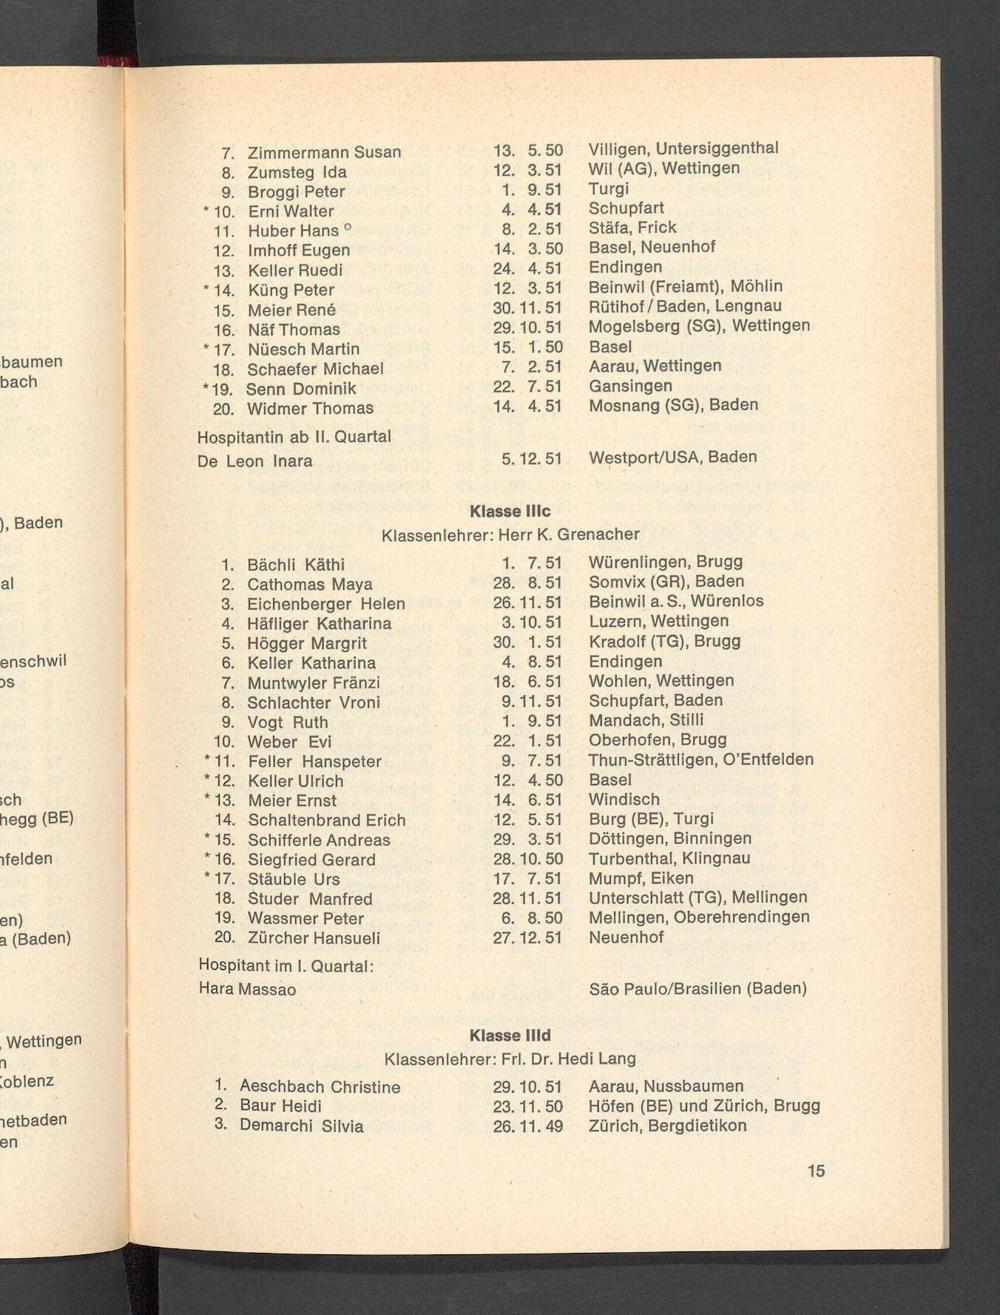 baumen
bach
), Baden
al
enschwil
os
sch
hegg (BE)
nfelden
en)
a (Baden)
, Wettingen
n
Koblenz
netbaden
en
7. Zimmermann Susan 13. 5. 50 Villigen, Untersiggenthal
8. Zumsteg Ida 12. 3. 51 Wil (AG), Wettingen
9. Broggi Peter 1. 9. 51 Turgi
* 10. Erni Walter 4. 4. 51 Schupfart
11. Huber Hans ° 8. 2. 51 Stäfa, Frick
12. Imhoff Eugen 14. 3. 50 Basel, Neuenhof
13. Keller Ruedi 24. 4. 51 Endingen
* 14. Küng Peter 12. 3. 51 Beinwil (Freiamt), Möhlin
15. Meier René 30. 11. 51 Rütihof / Baden, Lengnau
16. Näf Thomas 29. 10. 51 Mogelsberg (SG), Wettingen
* 17. Nüesch Martin 15. 1. 50 Basel
18. Schaefer Michael 7. 2. 51 Aarau, Wettingen
* 19. Senn Dominik 22. 7. 51 Gansingen
20. Widmer Thomas 14. 4. 51 Mosnang (SG), Baden
Hospitantin ab II. Quartal
De Leon Inara 5. 12. 51 Westport/USA, Baden
Klasse IIIc
Klassenlehrer: Herr K. Grenacher
1. Bächli Käthi 1. 7. 51 Würenlingen, Brugg
2. Cathomas Maya 28. 8. 51 Somvix (GR), Baden
3. Eichenberger Helen 26. 11. 51 Beinwil a. S., Würenlos
4. Häfliger Katharina 3. 10. 51 Luzern, Wettingen
5. Högger Margrit 30. 1. 51 Kradolf (TG), Brugg
6. Keller Katharina 4. 8. 51 Endingen
7. Muntwyler Fränzi 18. 6. 51 Wohlen, Wettingen
8. Schlachter Vroni 9. 11. 51 Schupfart, Baden
9. Vogt Ruth 1. 9. 51 Mandach, Stilli
10. Weber Evi 22. 1. 51 Oberhofen, Brugg
* 11. Feller Hanspeter 9. 7. 51 Thun-Strättligen, O'Entfelden
* 12. Keller Ulrich 12. 4. 50 Basel
* 13. Meier Ernst 14. 6. 51 Windisch
14. Schaltenbrand Erich 12. 5. 51 Burg (BE), Turgi
* 15. Schifferle Andreas 29. 3. 51 Döttingen, Binningen
* 16. Siegfried Gerard 28. 10. 50 Turbenthal, Klingnau
* 17. Stäuble Urs 17. 7. 51 Mumpf, Eiken
18. Studer Manfred 28. 11. 51 Unterschlatt (TG), Mellingen
19. Wassmer Peter 6. 8. 50 Mellingen, Oberehrendingen
20. Zürcher Hansueli 27. 12. 51 Neuenhof
Hospitant im I. Quartal:
Hara Massao São Paulo/Brasilien (Baden)
Klasse IIId
Klassenlehrer: Frl. Dr. Hedi Lang
1. Aeschbach Christine 29. 10. 51 Aarau, Nussbaumen
2. Baur Heidi 23. 11. 50 Höfen (BE) und Zürich, Brugg
3. Demarchi Silvia 26. 11. 49 Zürich, Bergdietikon
15